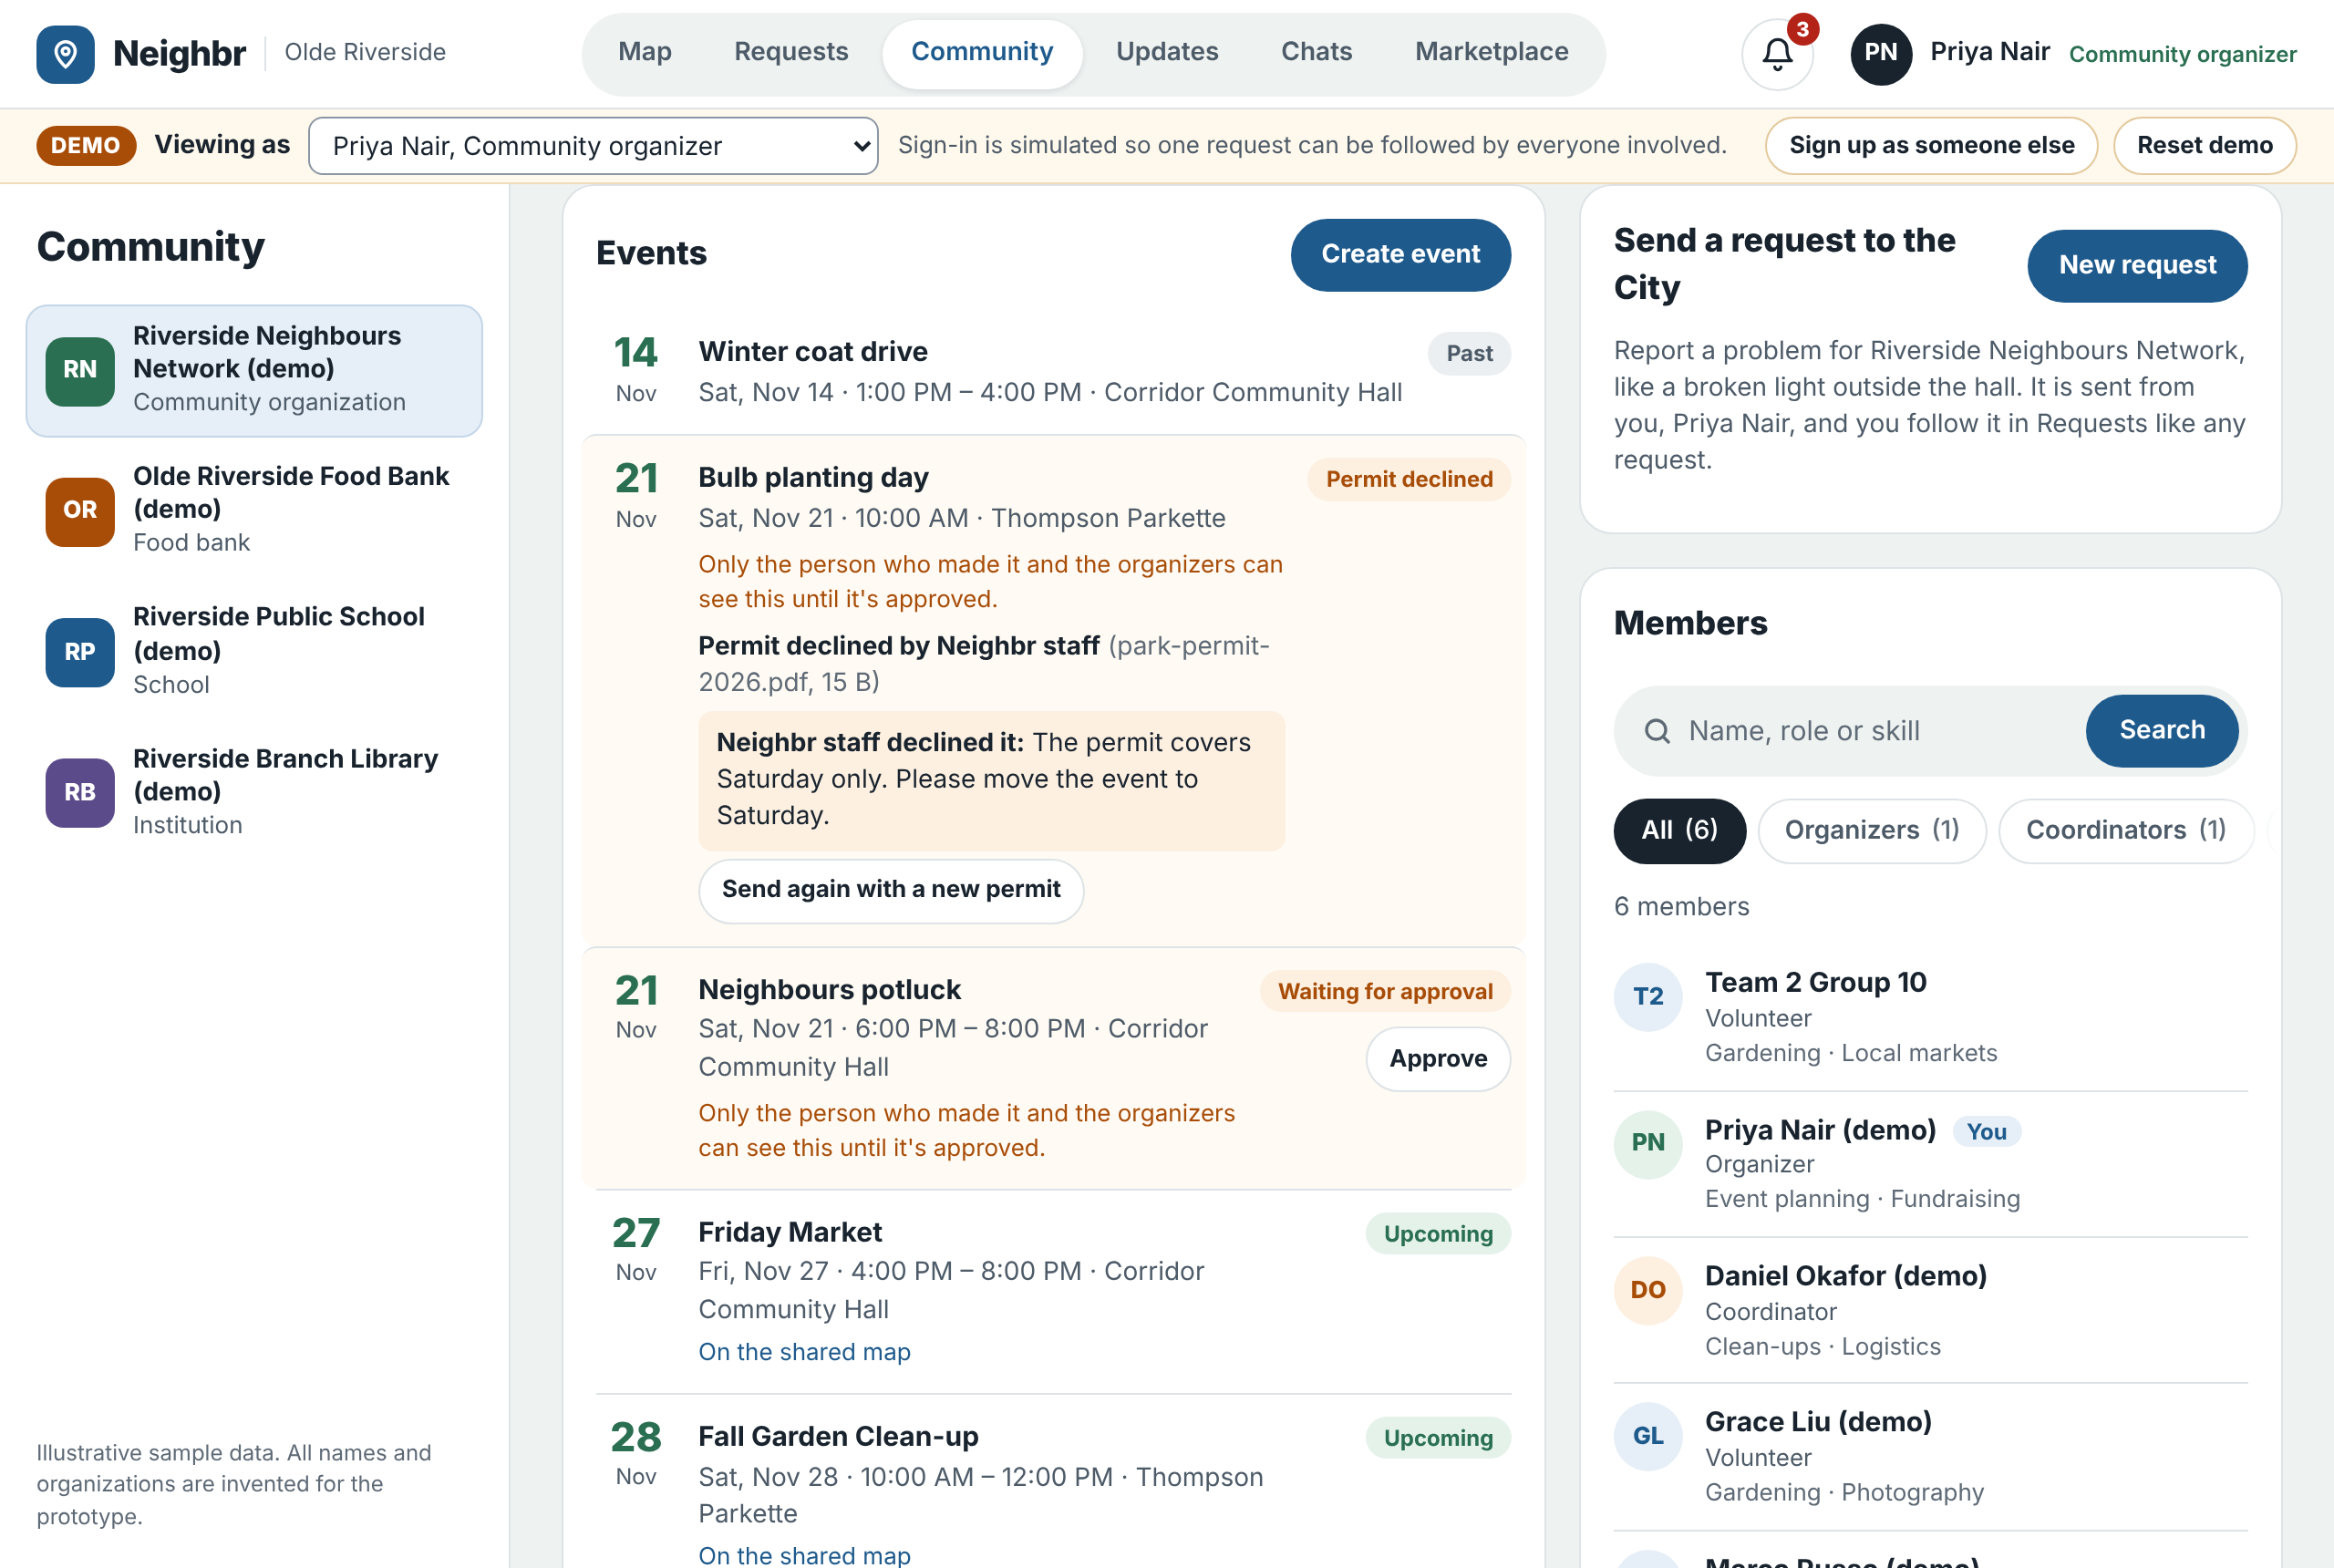 Neighbr
Olde Riverside
Map
Requests
Community
Updates
Chats
Marketplace
3
PN
Priya Nair
Community organizer
DEMO
Viewing as
Priya Nair, Community organizer
Sign-in is simulated so one request can be followed by everyone involved.
Sign up as someone else
Reset demo
Community
RN
Riverside Neighbours
Network (demo)
Community organization
OR
Olde Riverside Food Bank
(demo)
Food bank
RP
Riverside Public School
(demo)
School
RB
Riverside Branch Library
(demo)
Institution
Illustrative sample data. All names and
organizations are invented for the
prototype.
Events
Create event
14
Nov
Winter coat drive
Past
Sat, Nov 14 · 1:00 PM – 4:00 PM · Corridor Community Hall
21
Nov
Bulb planting day
Permit declined
Sat, Nov 21 · 10:00 AM · Thompson Parkette
Only the person who made it and the organizers can
see this until it's approved.
Permit declined by Neighbr staff (park-permit-
2026.pdf, 15 B)
Neighbr staff declined it: The permit covers
Saturday only. Please move the event to
Saturday.
Send again with a new permit
21
Nov
Neighbours potluck
Waiting for approval
Sat, Nov 21 · 6:00 PM – 8:00 PM · Corridor
Community Hall
Approve
Only the person who made it and the organizers
can see this until it's approved.
27
Nov
Friday Market
Upcoming
Fri, Nov 27 · 4:00 PM – 8:00 PM · Corridor
Community Hall
On the shared map
28
Nov
Fall Garden Clean-up
Upcoming
Sat, Nov 28 · 10:00 AM – 12:00 PM · Thompson
Parkette
On the shared map
Send a request to the
City
New request
Report a problem for Riverside Neighbours Network,
like a broken light outside the hall. It is sent from
you, Priya Nair, and you follow it in Requests like any
request.
Members
Name, role or skill
Search
All (6)
Organizers (1)
Coordinators (1)
6 members
T2
Team 2 Group 10
Volunteer
Gardening · Local markets
PN
Priya Nair (demo)
You
Organizer
Event planning · Fundraising
DO
Daniel Okafor (demo)
Coordinator
Clean-ups · Logistics
GL
Grace Liu (demo)
Volunteer
Gardening · Photography